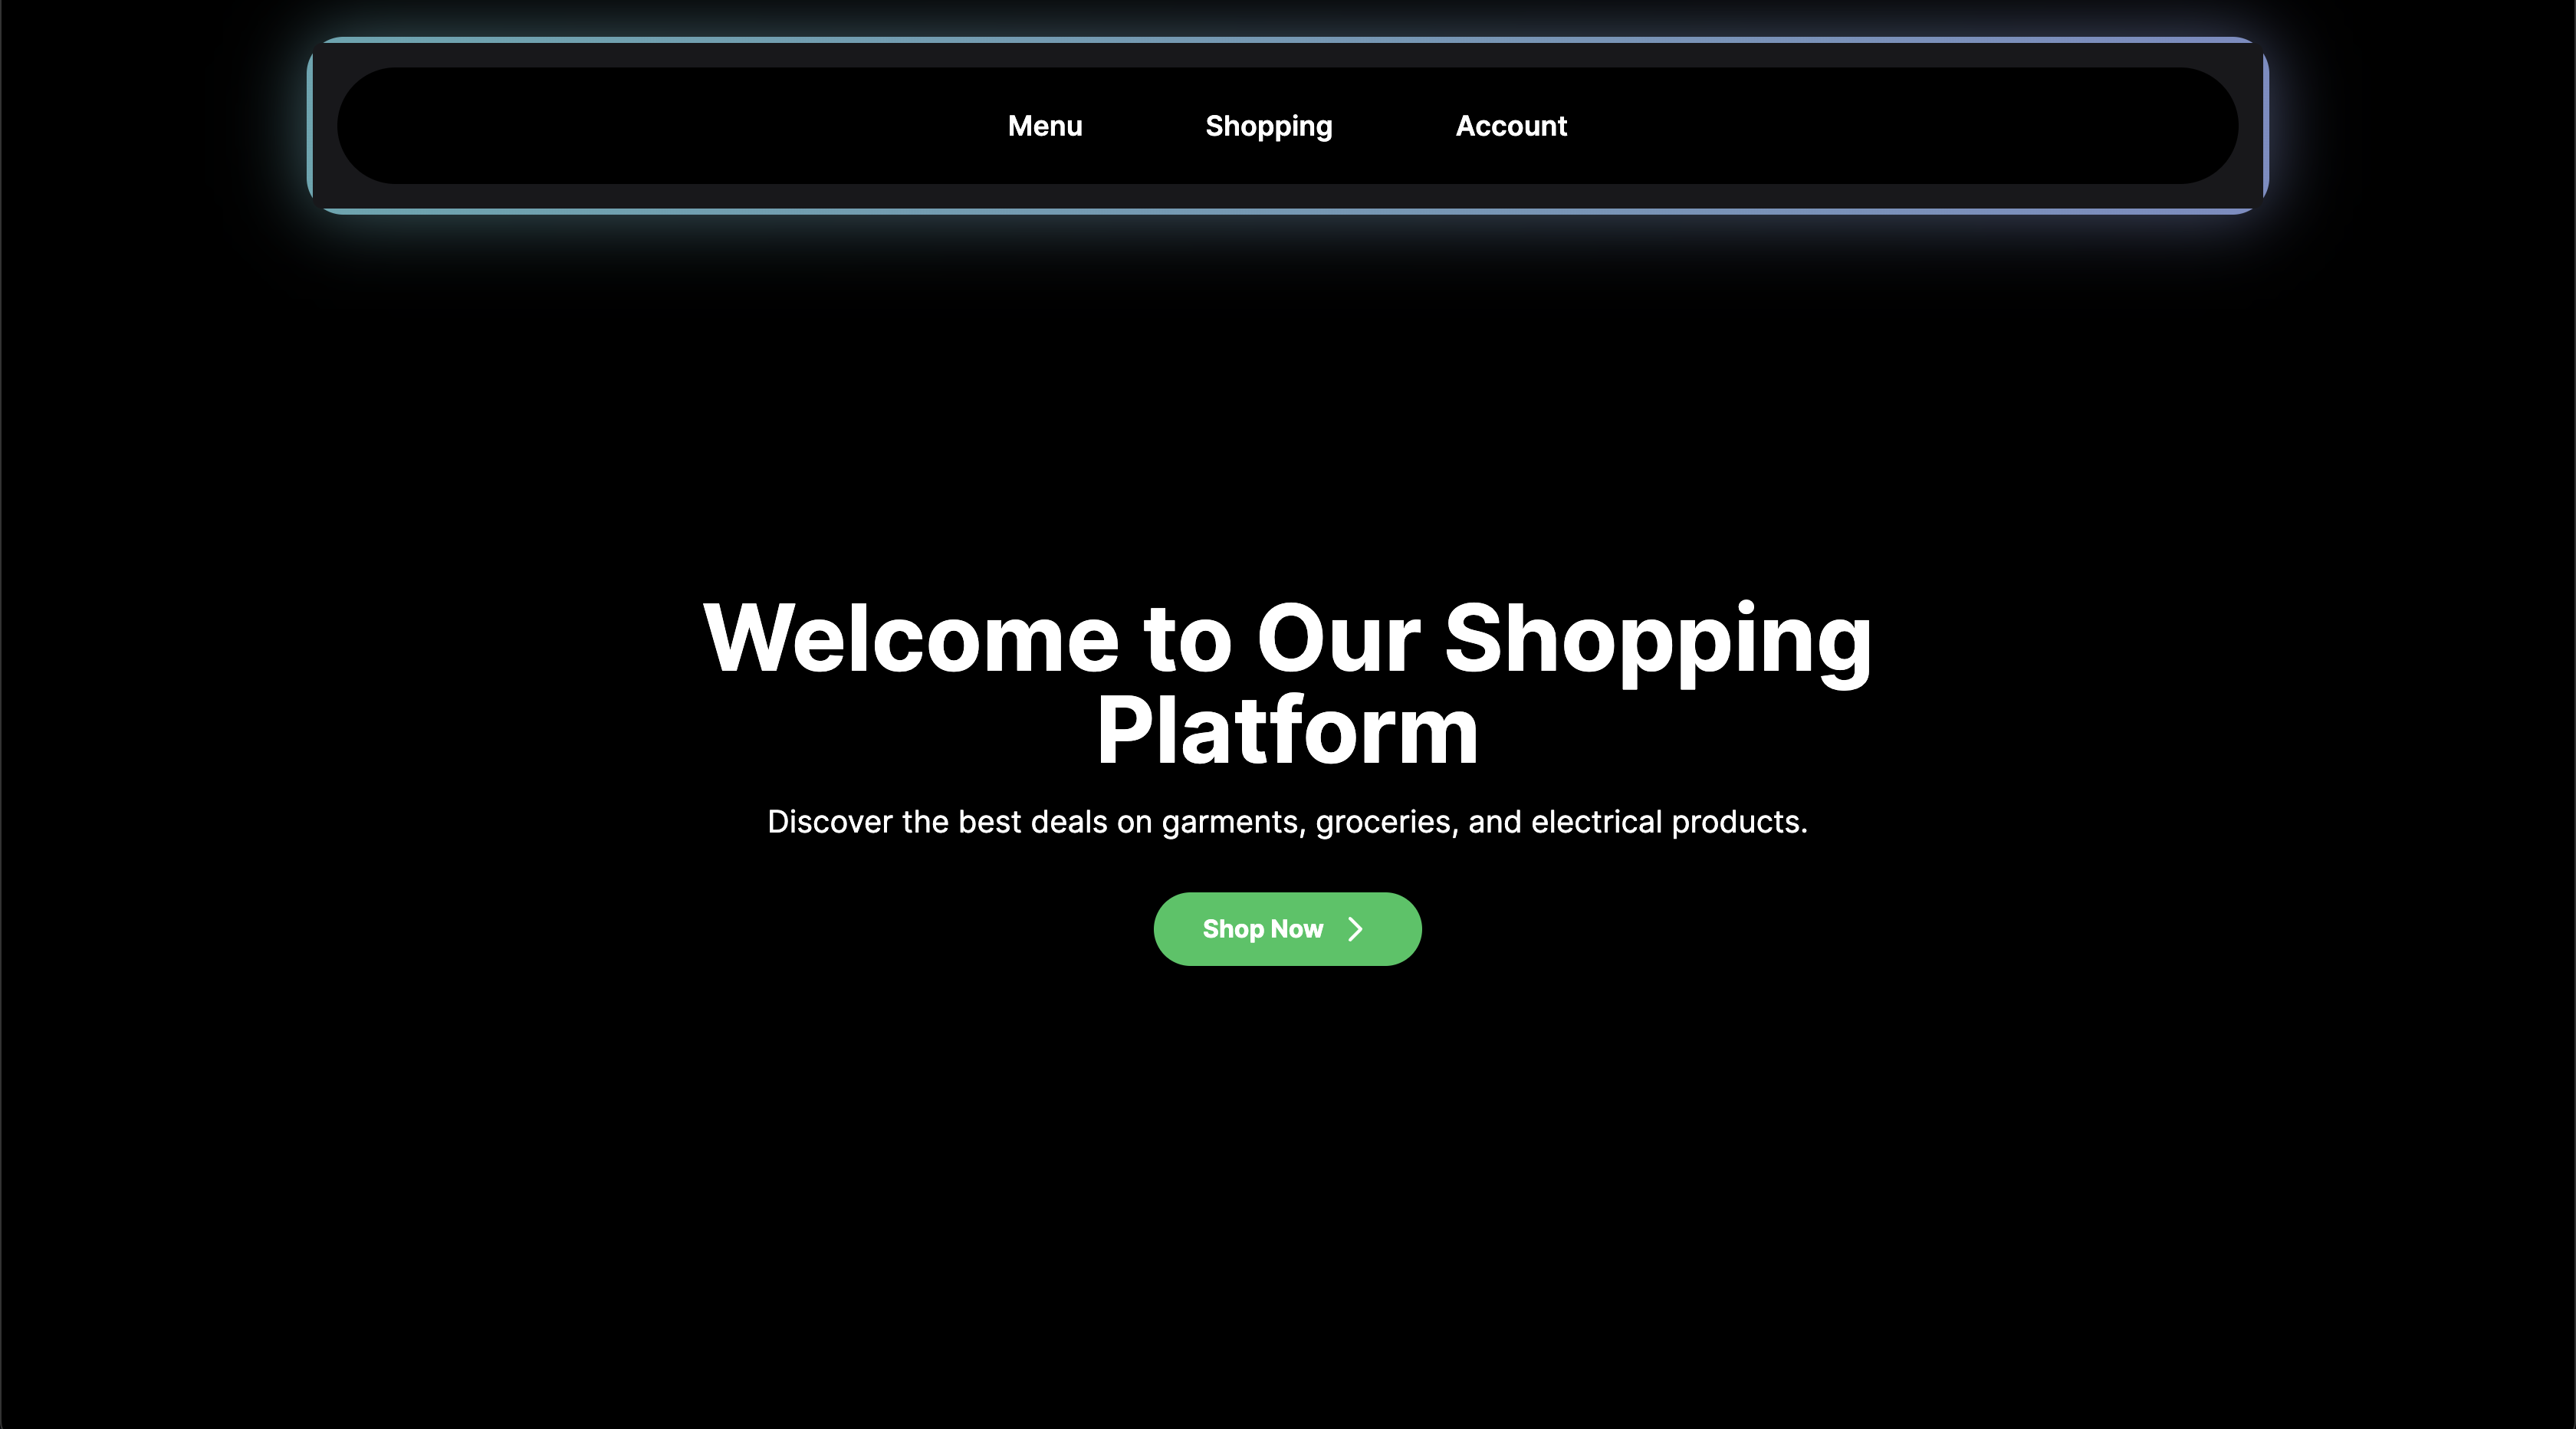 Menu Shopping Account
Welcome to Our Shopping
Platform
Discover the best deals on garments, groceries, and electrical products.
Shop Now